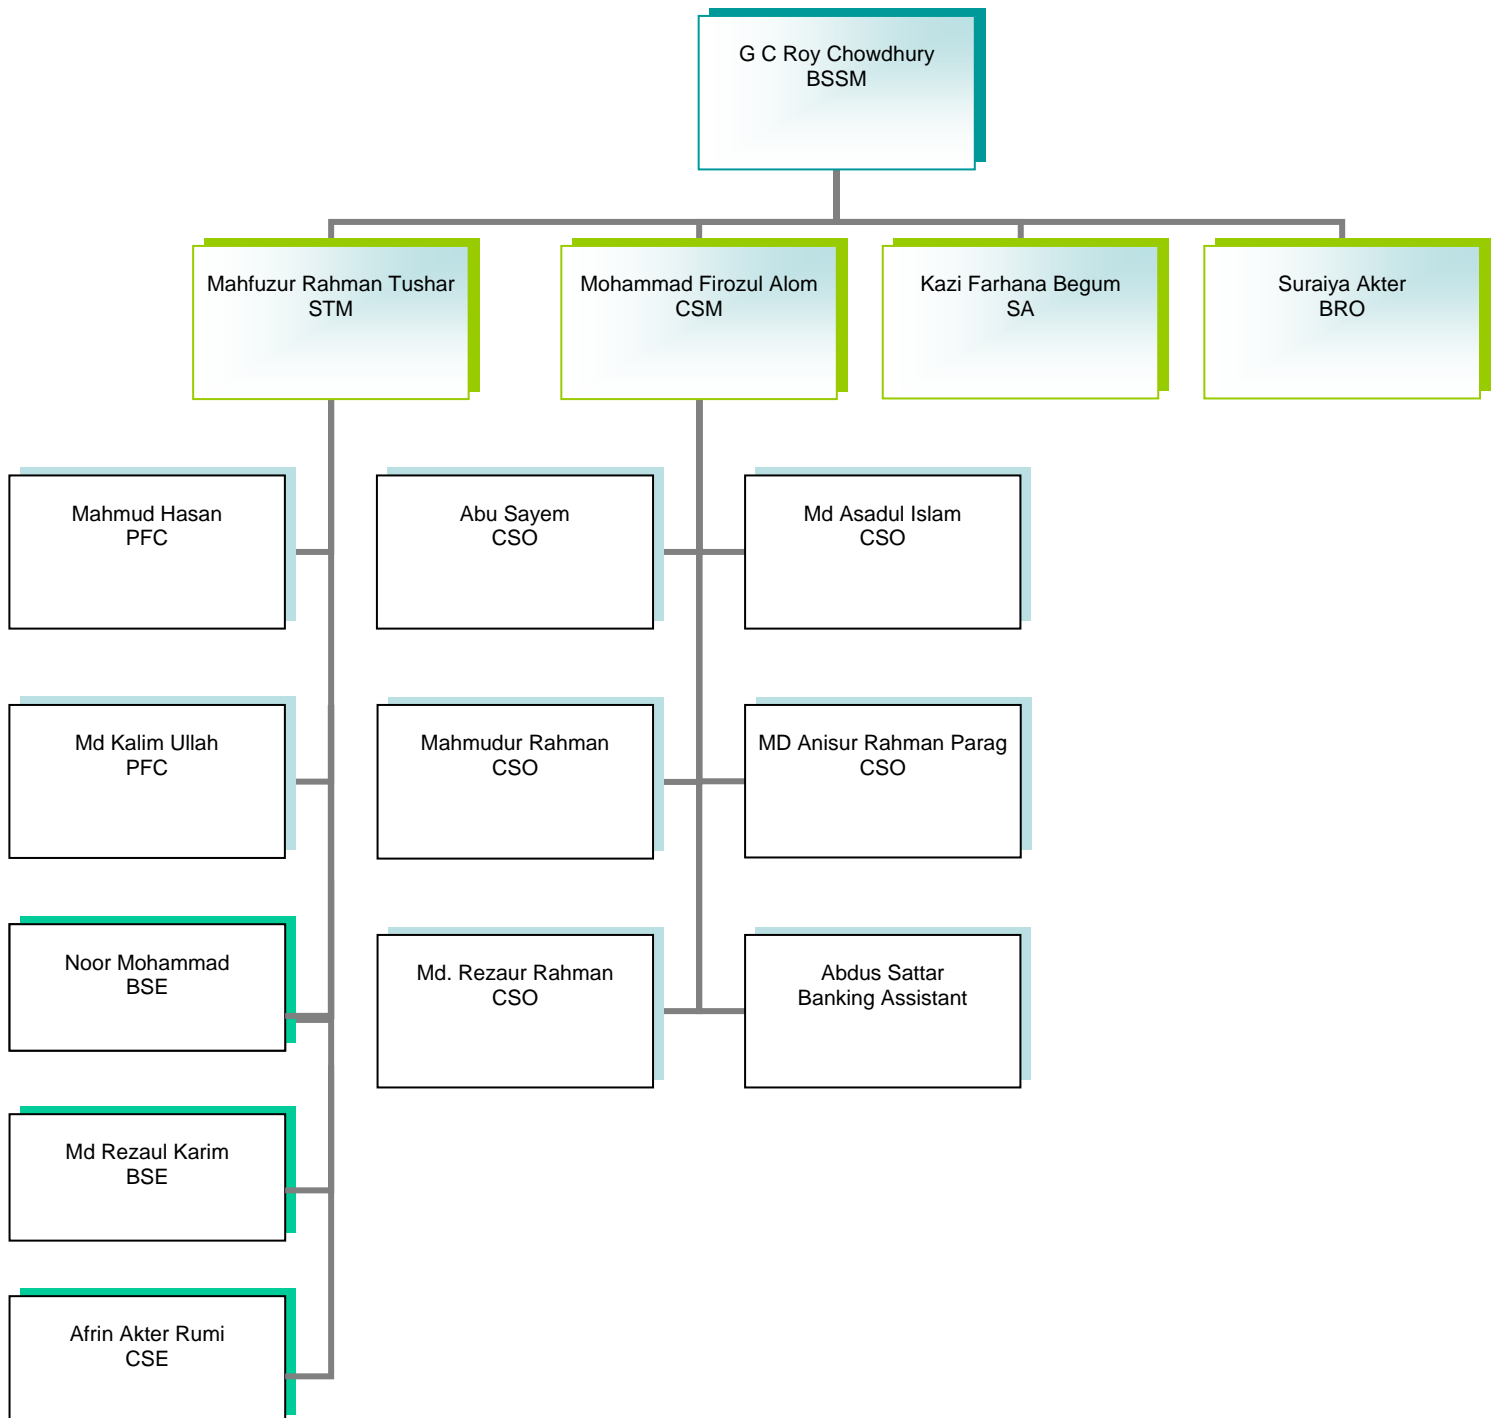 G C Roy Chowdhury
BSSM
Mahfuzur Rahman Tushar
STM
Mohammad Firozul Alom
CSM
Kazi Farhana Begum
SA
Suraiya Akter
BRO
Mahmud Hasan
PFC
Abu Sayem
CSO
Md Asadul Islam
CSO
Md Kalim Ullah
PFC
Mahmudur Rahman
CSO
MD Anisur Rahman Parag
CSO
Noor Mohammad
BSE
Md. Rezaur Rahman
CSO
Abdus Sattar
Banking Assistant
Md Rezaul Karim
BSE
Afrin Akter Rumi
CSE